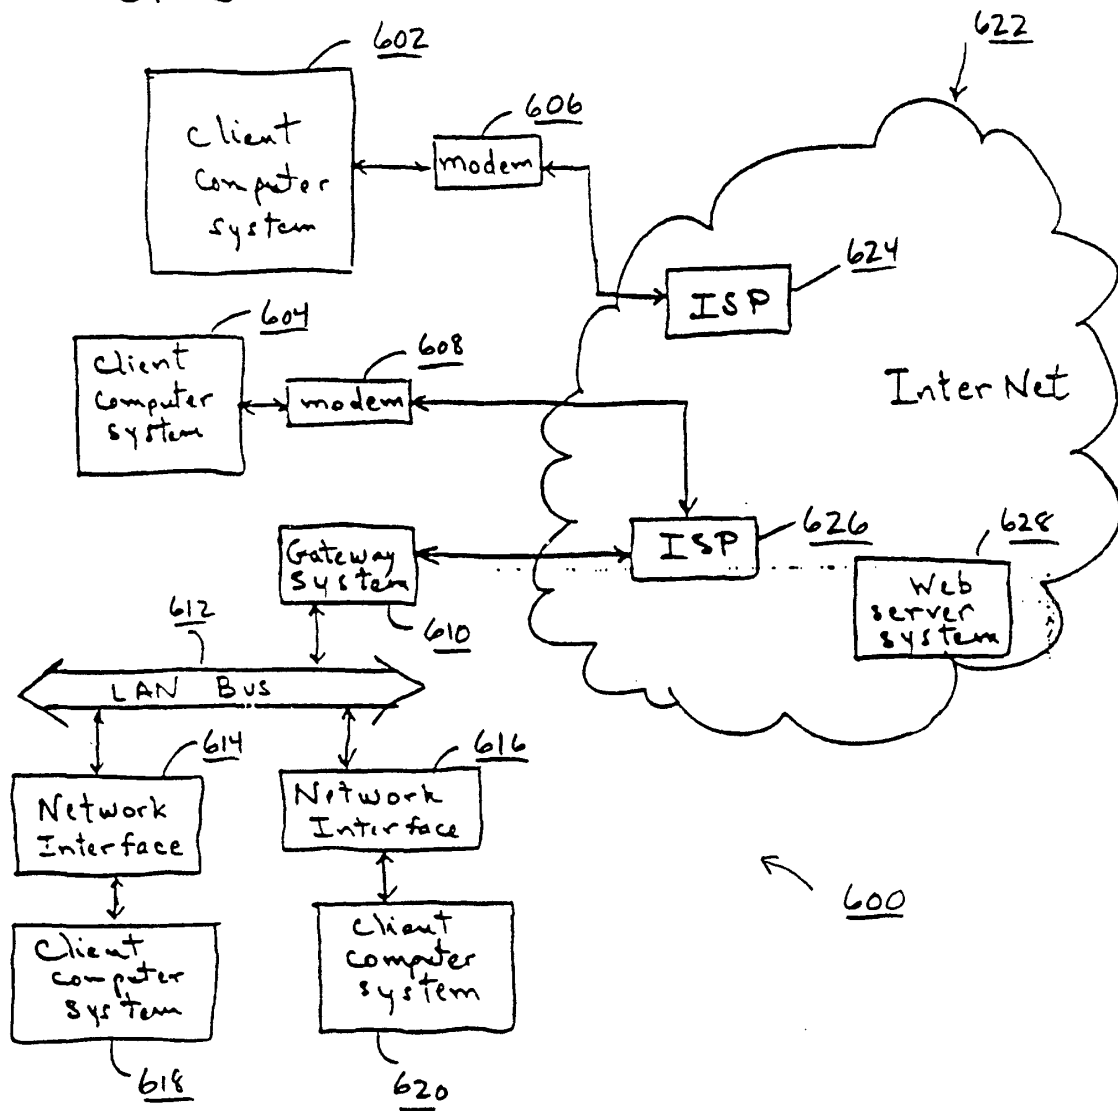 602
Client
Computer
system
606
modem
622
624
ISP
InterNet
604
Client
computer
system
608
modem
626
ISP
628
Web
server
system
Gateway
system
610
612
LAN Bus
614
Network
Interface
616
Network
Interface
600
Client
computer
system
618
Client
computer
system
620